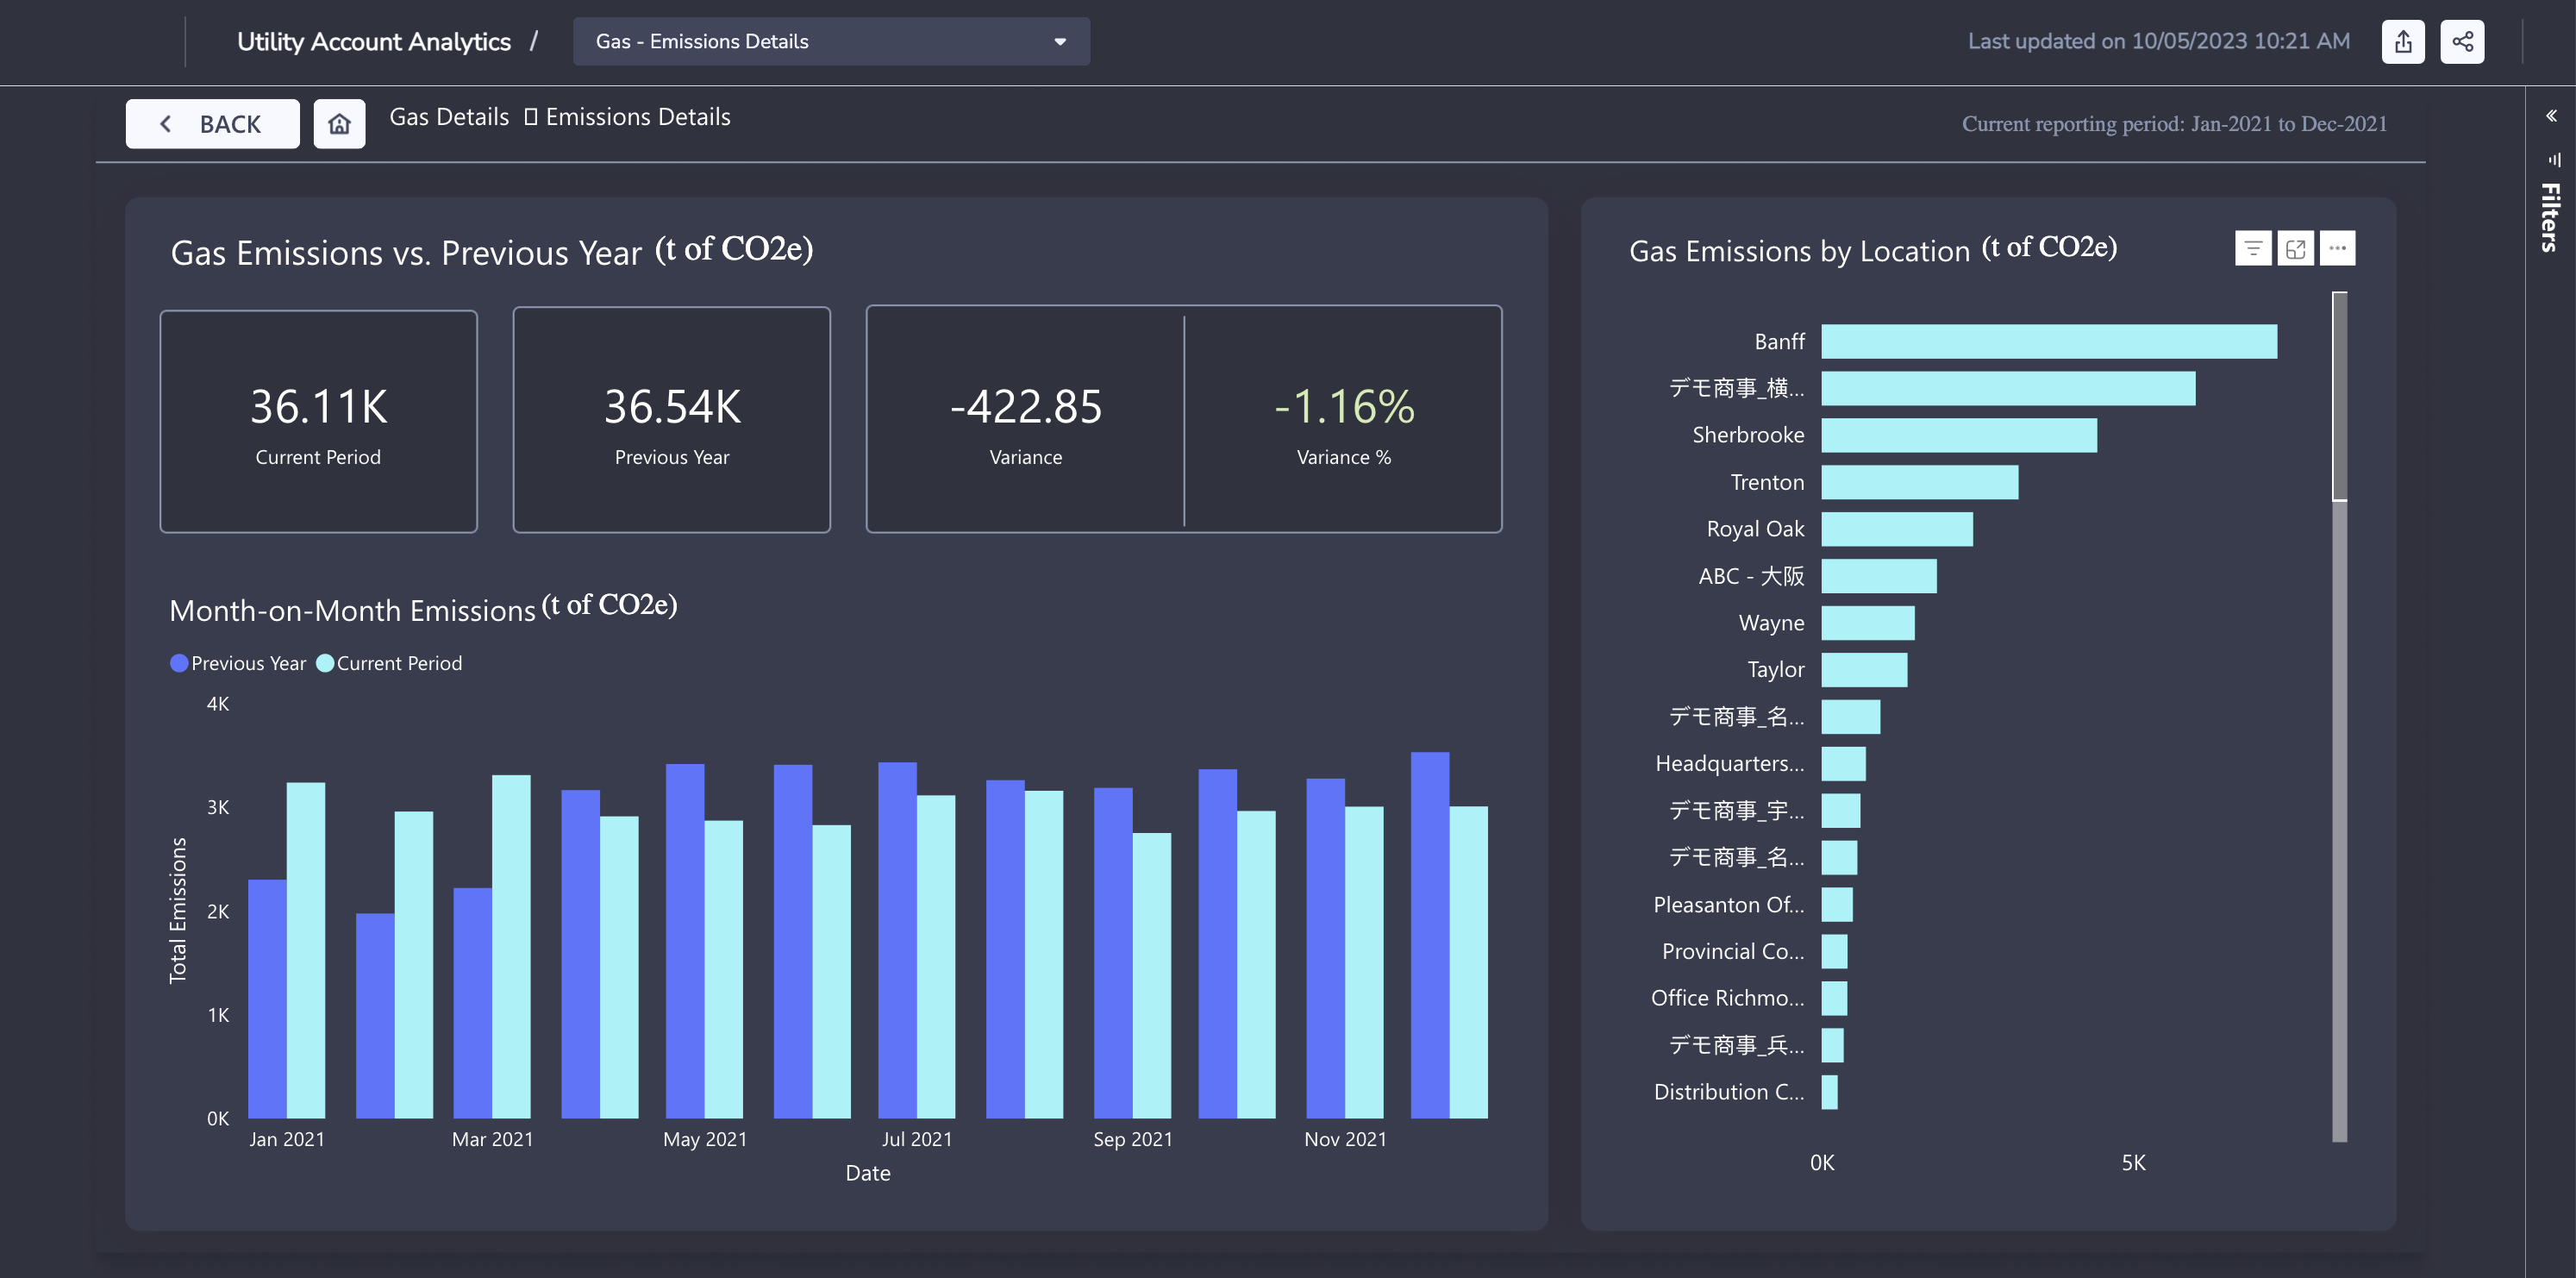 Utility Account Analytics /
Gas - Emissions Details
Last updated on 10/05/2023 10:21 AM
BACK
Gas Details ▯ Emissions Details
Current reporting period: Jan-2021 to Dec-2021
Filters
Gas Emissions vs. Previous Year (t of CO2e)
36.11K
Current Period
36.54K
Previous Year
-422.85
Variance
-1.16%
Variance %
Month-on-Month Emissions (t of CO2e)
Previous Year
Current Period
Total Emissions
4K
3K
2K
1K
0K
Jan 2021
Mar 2021
May 2021
Jul 2021
Sep 2021
Nov 2021
Date
Gas Emissions by Location (t of CO2e)
Banff
デモ商事_横...
Sherbrooke
Trenton
Royal Oak
ABC - 大阪
Wayne
Taylor
デモ商事_名...
Headquarters...
デモ商事_宇...
デモ商事_名...
Pleasanton Of...
Provincial Co...
Office Richmo...
デモ商事_兵...
Distribution C...
0K
5K